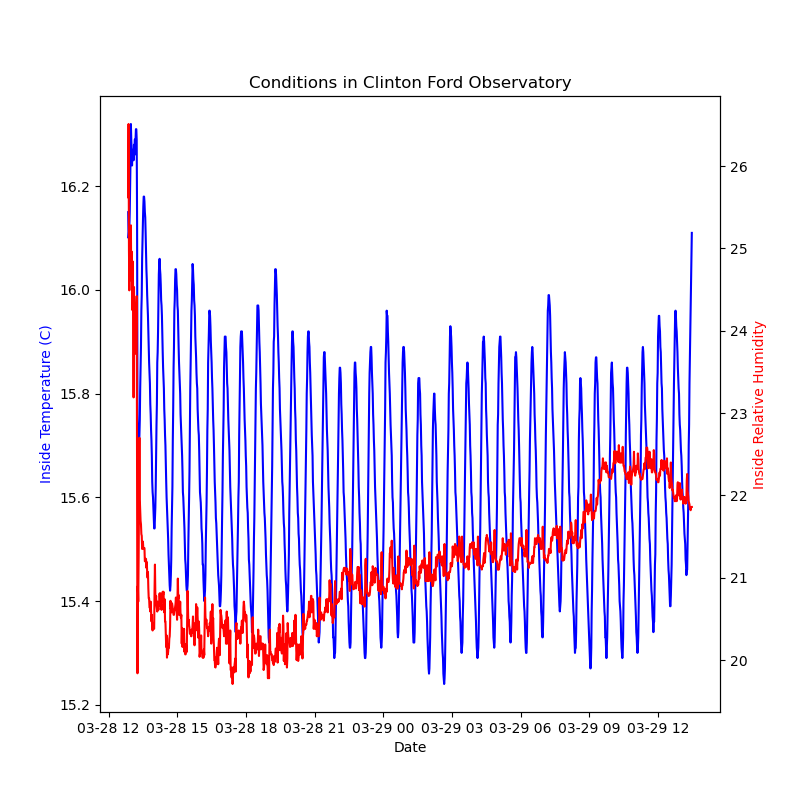 Conditions in Clinton Ford Observatory
Inside Temperature (C)
16.2
16.0
15.8
15.6
15.4
15.2
26
25
24
23
22
21
20
Inside Relative Humidity
03-28 12 03-28 15 03-28 18 03-28 21 03-29 00 03-29 03 03-29 06 03-29 09 03-29 12
Date